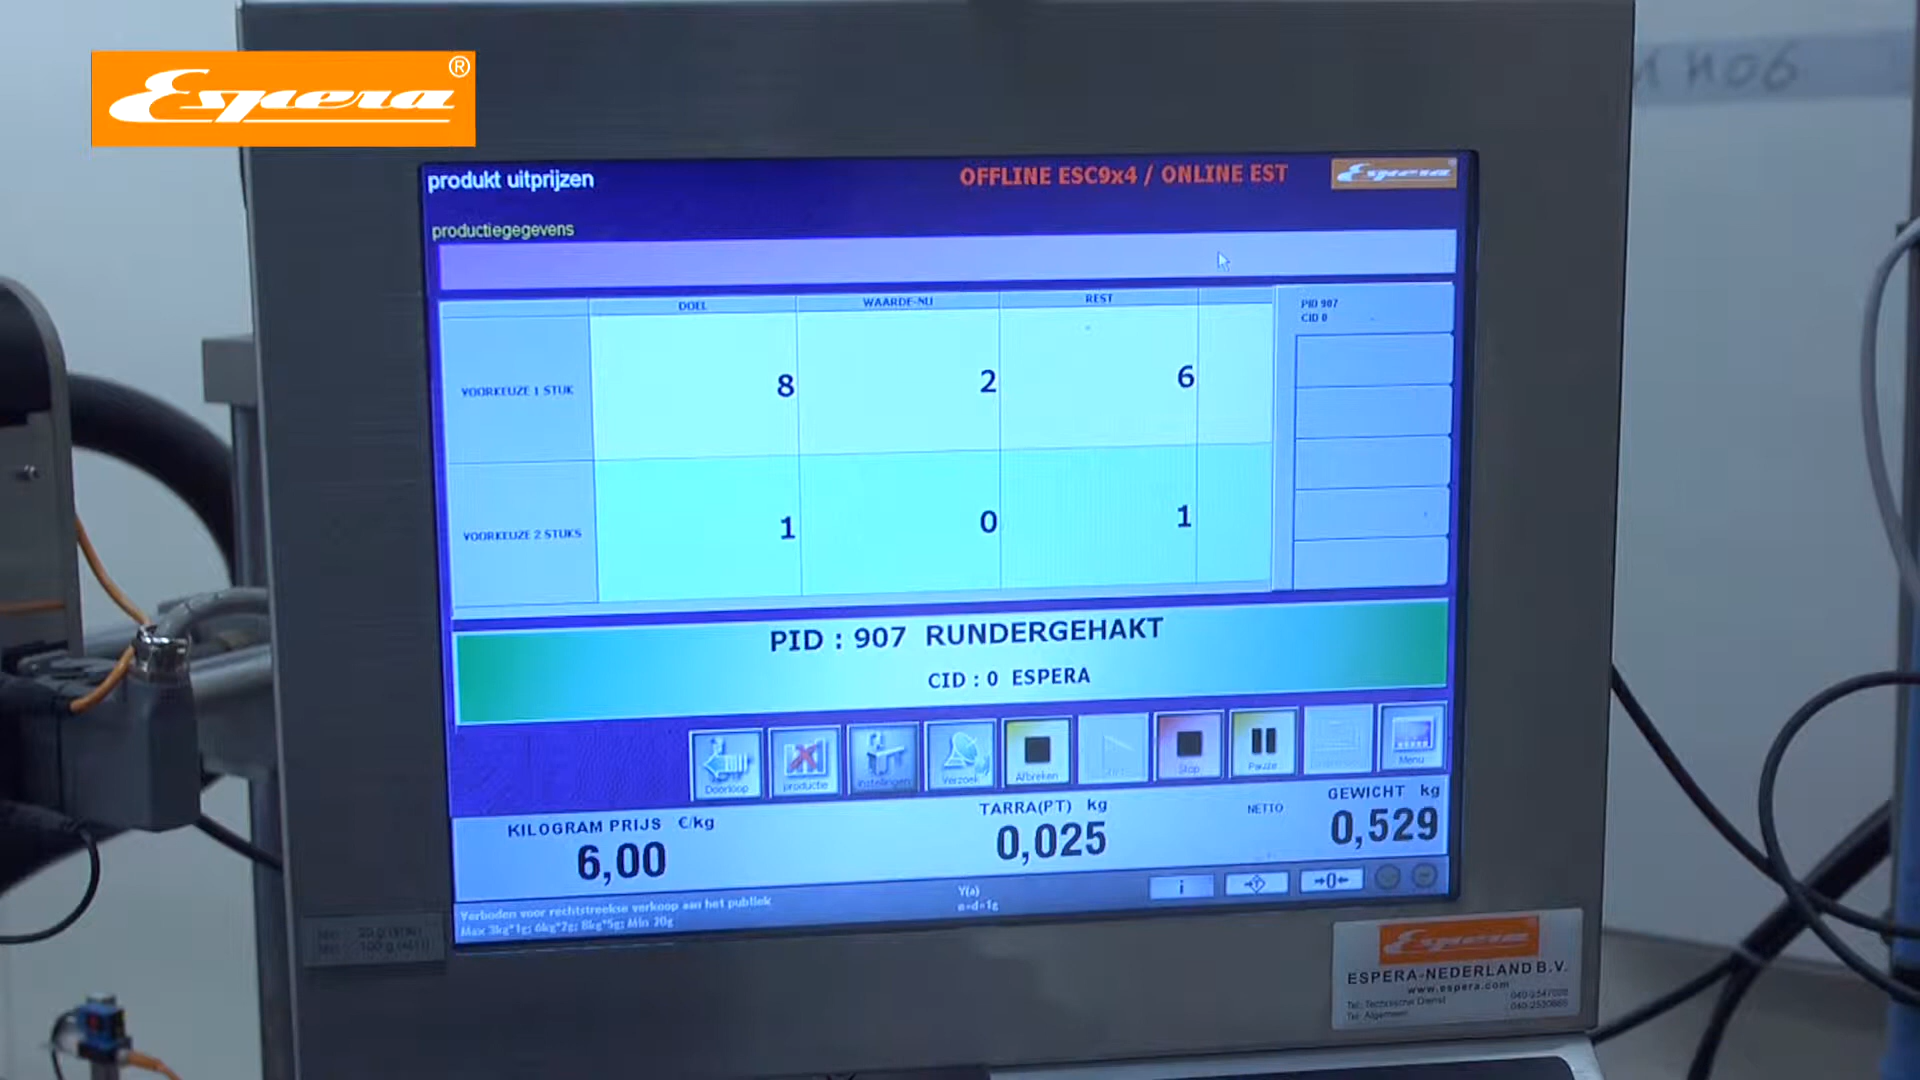 Espera®
produkt uitprijzen
OFFLINE ESC9x4 / ONLINE EST
Espera
productiegegevens
DOEL WAARDE-NU REST
VOORKEUZE 1 STUK 8 2 6
VOORKEUZE 2 STUKS 1 0 1
PID 907
CID 0
PID : 907 RUNDERGEHAKT
CID : 0 ESPERA
Doorloop productie Instellingen Verzoek Afbreken Stop Pauze Menu
KILOGRAM PRIJS €/kg
6,00
TARRA(PT) kg
0,025
NETTO
GEWICHT kg
0,529
i →T← →0←
Verboden voor rechtstreekse verkoop aan het publiek
Max 3kg*1g; 6kg*2g; 8kg*5g; Min 20g
Y(a)
e=d=1g
Espera
ESPERA-NEDERLAND B.V.
www.espera.com
Tel: Technische Dienst
Tel: Algemeen